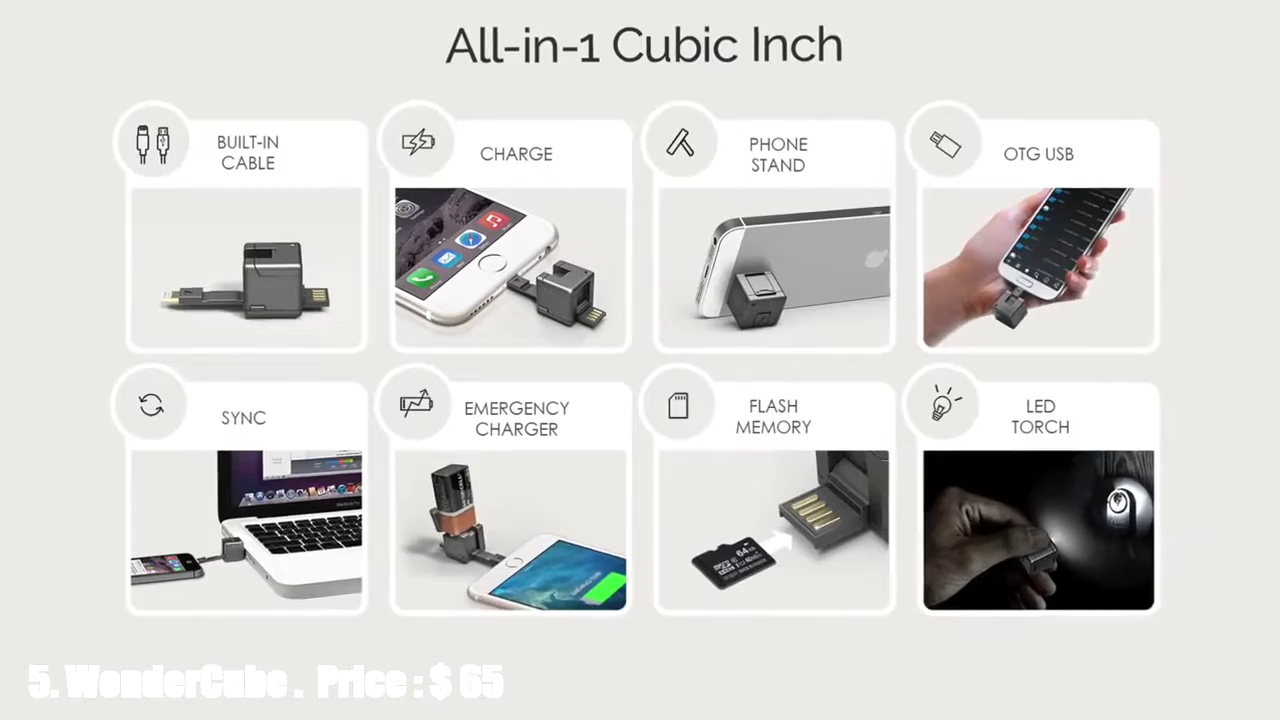 All-in-1 Cubic Inch
BUILT-IN
CABLE
CHARGE
PHONE
STAND
OTG USB
SYNC
EMERGENCY
CHARGER
FLASH
MEMORY
LED
TORCH
64
5. WonderCube . Price : $ 65